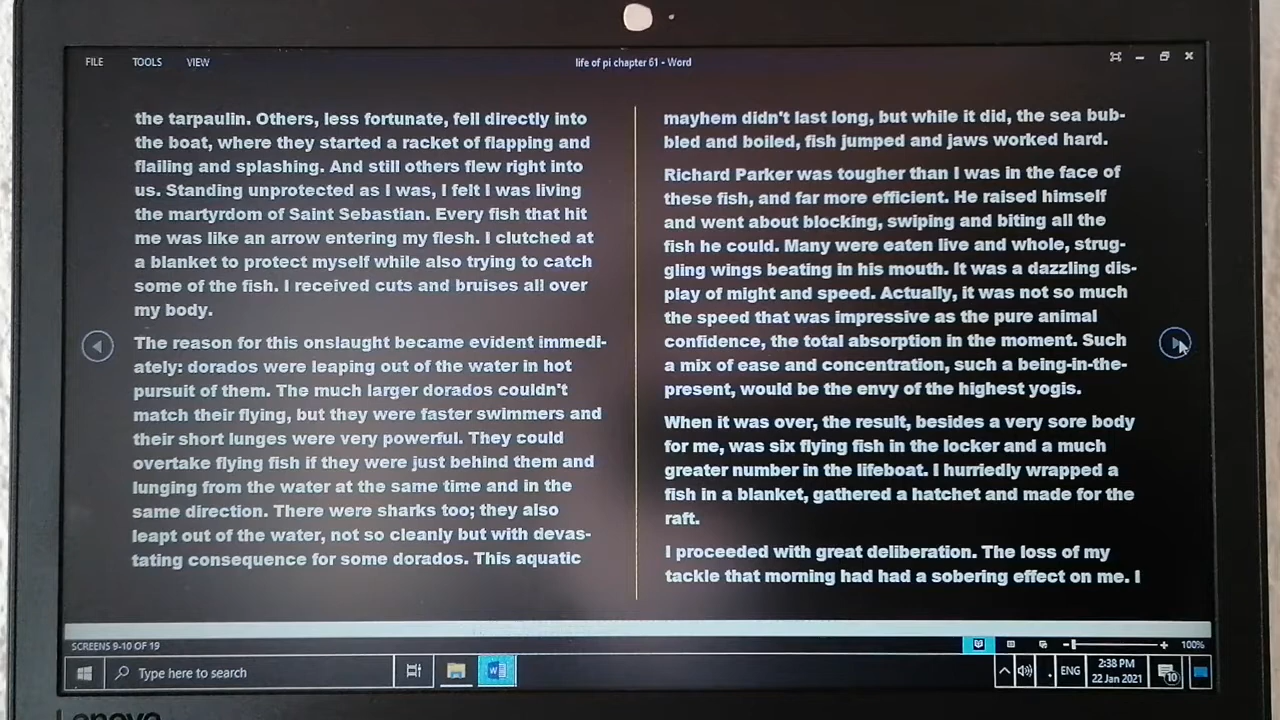 FILE TOOLS VIEW
life of pi chapter 61 - Word
the tarpaulin. Others, less fortunate, fell directly into
the boat, where they started a racket of flapping and
flailing and splashing. And still others flew right into
us. Standing unprotected as I was, I felt I was living
the martyrdom of Saint Sebastian. Every fish that hit
me was like an arrow entering my flesh. I clutched at
a blanket to protect myself while also trying to catch
some of the fish. I received cuts and bruises all over
my body.
The reason for this onslaught became evident immedi-
ately: dorados were leaping out of the water in hot
pursuit of them. The much larger dorados couldn't
match their flying, but they were faster swimmers and
their short lunges were very powerful. They could
overtake flying fish if they were just behind them and
lunging from the water at the same time and in the
same direction. There were sharks too; they also
leapt out of the water, not so cleanly but with devas-
tating consequence for some dorados. This aquatic
mayhem didn't last long, but while it did, the sea bub-
bled and boiled, fish jumped and jaws worked hard.
Richard Parker was tougher than I was in the face of
these fish, and far more efficient. He raised himself
and went about blocking, swiping and biting all the
fish he could. Many were eaten live and whole, strug-
gling wings beating in his mouth. It was a dazzling dis-
play of might and speed. Actually, it was not so much
the speed that was impressive as the pure animal
confidence, the total absorption in the moment. Such
a mix of ease and concentration, such a being-in-the-
present, would be the envy of the highest yogis.
When it was over, the result, besides a very sore body
for me, was six flying fish in the locker and a much
greater number in the lifeboat. I hurriedly wrapped a
fish in a blanket, gathered a hatchet and made for the
raft.
I proceeded with great deliberation. The loss of my
tackle that morning had had a sobering effect on me. I
SCREENS 9-10 OF 19
100%
Type here to search
ENG
2:38 PM
22 Jan 2021
10
enovo